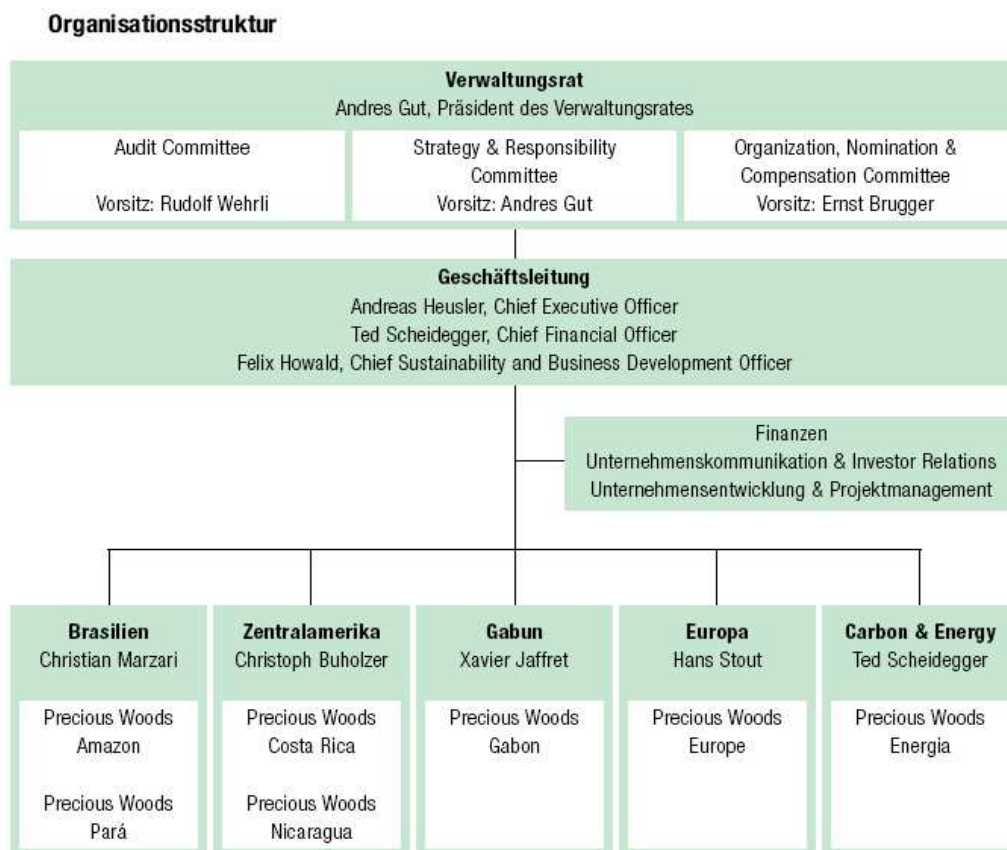 Organisationsstruktur
Verwaltungsrat
Andres Gut, Präsident des Verwaltungsrates
Audit Committee
Vorsitz: Rudolf Wehrli
Strategy & Responsibility
Committee
Vorsitz: Andres Gut
Organization, Nomination &
Compensation Committee
Vorsitz: Ernst Brugger
Geschäftsleitung
Andreas Heusler, Chief Executive Officer
Ted Scheidegger, Chief Financial Officer
Felix Howald, Chief Sustainability and Business Development Officer
Finanzen
Unternehmenskommunikation & Investor Relations
Unternehmensentwicklung & Projektmanagement
Brasilien
Christian Marzari
Precious Woods
Amazon
Precious Woods
Pará
Zentralamerika
Christoph Buholzer
Precious Woods
Costa Rica
Precious Woods
Nicaragua
Gabun
Xavier Jaffret
Precious Woods
Gabon
Europa
Hans Stout
Precious Woods
Europe
Carbon & Energy
Ted Scheidegger
Precious Woods
Energia